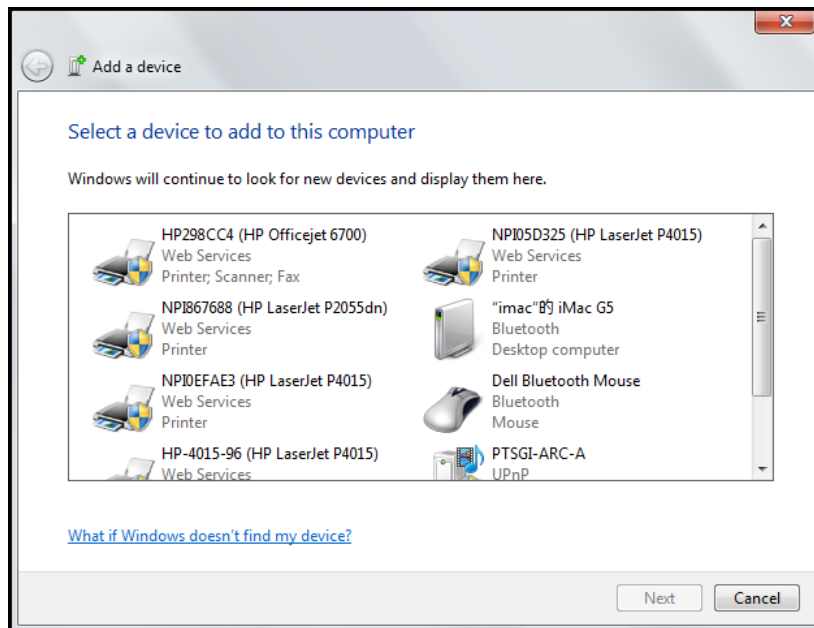 Add a device
Select a device to add to this computer
Windows will continue to look for new devices and display them here.
HP298CC4 (HP Officejet 6700)
Web Services
Printer; Scanner; Fax
NPI05D325 (HP LaserJet P4015)
Web Services
Printer
NPI867688 (HP LaserJet P2055dn)
Web Services
Printer
"imac"的 iMac G5
Bluetooth
Desktop computer
NPI0EFAE3 (HP LaserJet P4015)
Web Services
Printer
Dell Bluetooth Mouse
Bluetooth
Mouse
HP-4015-96 (HP LaserJet P4015)
Web Services
PTSGI-ARC-A
UPnP
What if Windows doesn't find my device?
Next
Cancel